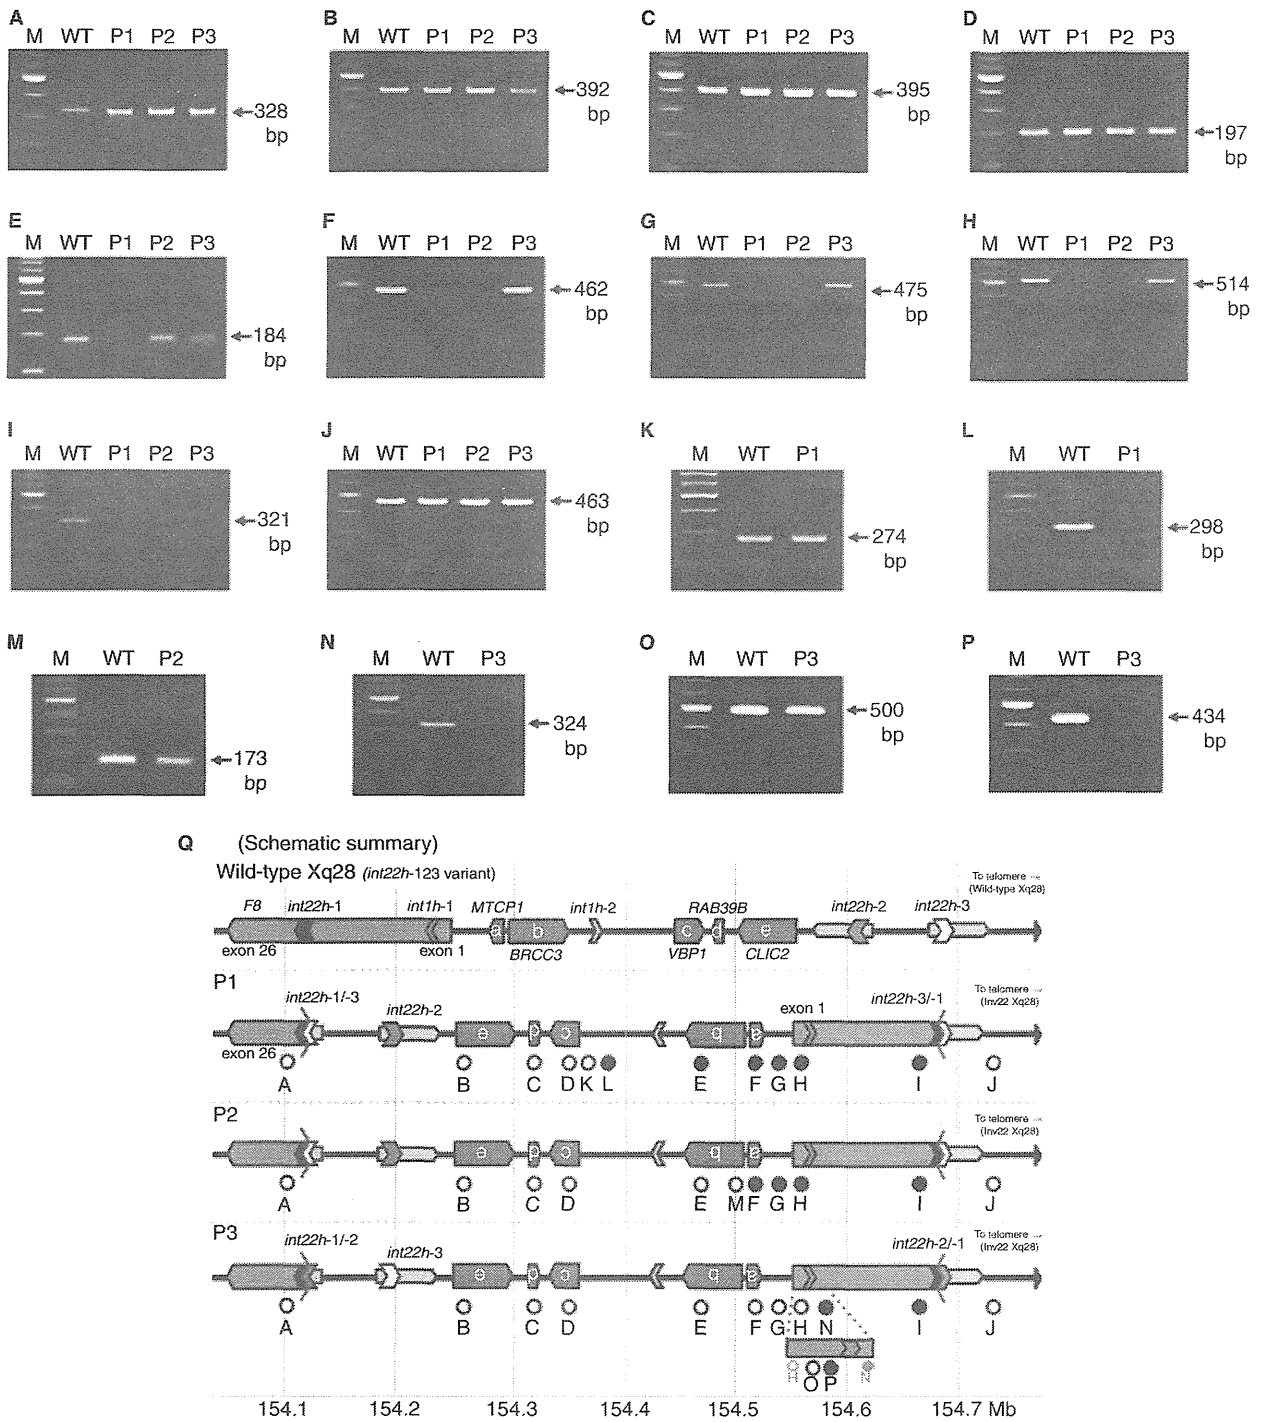 A
M WT P1 P2 P3
328
bp
B
M WT P1 P2 P3
392
bp
C
M WT P1 P2 P3
395
bp
D
M WT P1 P2 P3
197
bp
E
M WT P1 P2 P3
184
bp
F
M WT P1 P2 P3
462
bp
G
M WT P1 P2 P3
475
bp
H
M WT P1 P2 P3
514
bp
I
M WT P1 P2 P3
321
bp
J
M WT P1 P2 P3
463
bp
K
M WT P1
274
bp
L
M WT P1
298
bp
M
M WT P2
173
bp
N
M WT P3
324
bp
O
M WT P3
500
bp
P
M WT P3
434
bp
Q (Schematic summary)
Wild-type Xq28 (int22h-123 variant)
To telomere
(Wild-type Xq28)
F8 int22h-1 int1h-1 MTCP1 int1h-2 RAB39B int22h-2 int22h-3
a b c d e
exon 26 exon 1 BRCC3 VBP1 CLIC2
P1
To telomere
(Inv22 Xq28)
int22h-1/-3 int22h-2 exon 1 int22h-3/-1
e d c b a
exon 26
A B C D K L E F G H I J
P2
To telomere
(Inv22 Xq28)
e d c b a
A B C D E M F G H I J
P3
To telomere
(Inv22 Xq28)
int22h-1/-2 int22h-3 int22h-2/-1
e d c b a
A B C D E F G H N I J
H O P N
154.1 154.2 154.3 154.4 154.5 154.6 154.7 Mb